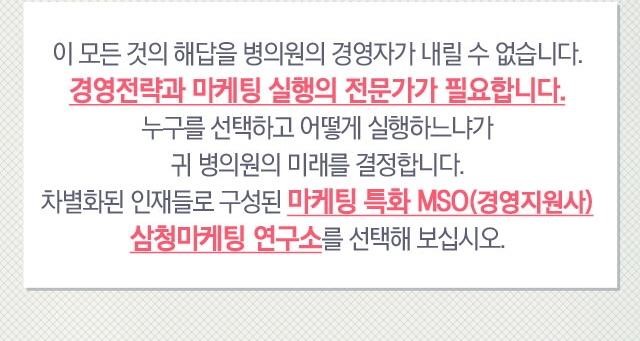 이 모든 것의 해답을 병의원의 경영자가 내릴 수 없습니다.
경영전략과 마케팅 실행의 전문가가 필요합니다.
누구를 선택하고 어떻게 실행하느냐가
귀 병의원의 미래를 결정합니다.
차별화된 인재들로 구성된 마케팅 특화 MSO(경영지원사)
삼청마케팅 연구소를 선택해 보십시오.